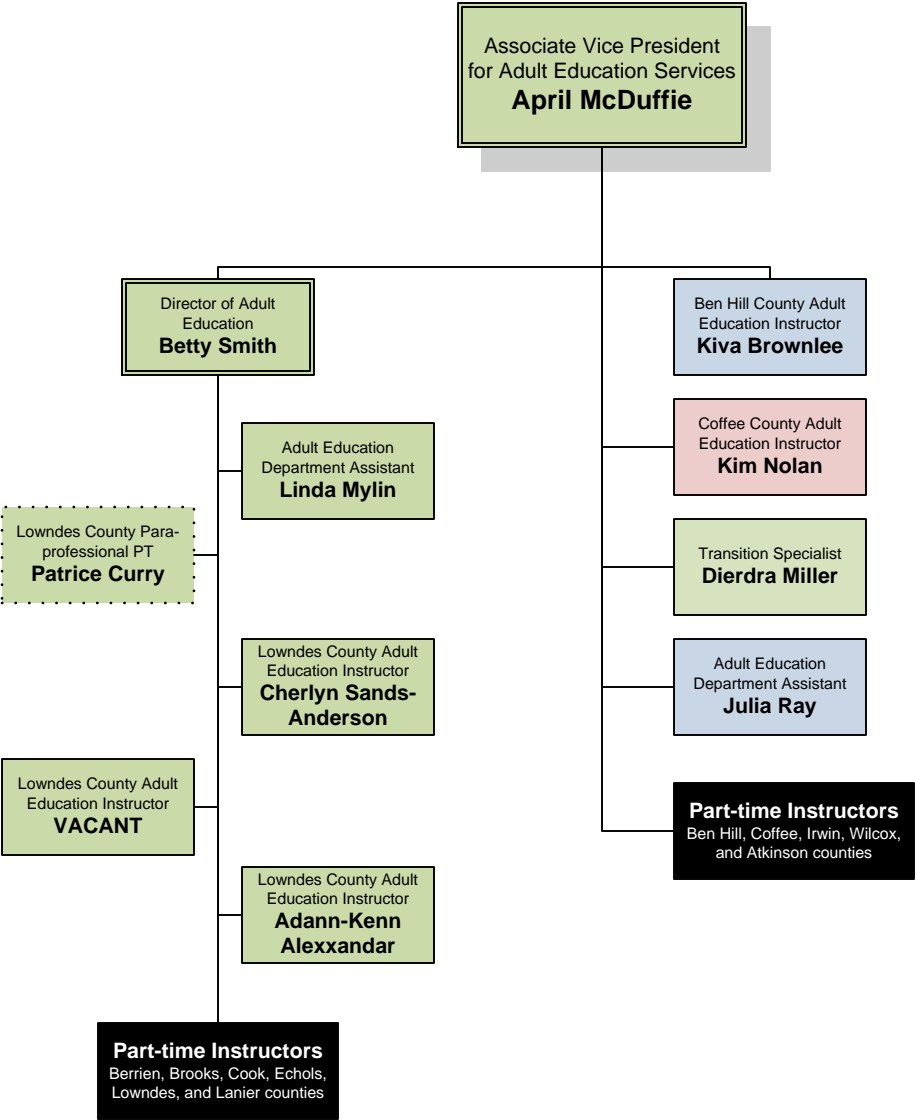 Associate Vice President
for Adult Education Services
April McDuffie
Director of Adult
Education
Betty Smith
Adult Education
Department Assistant
Linda Mylin
Lowndes County Para-
professional PT
Patrice Curry
Lowndes County Adult
Education Instructor
Cherlyn Sands-
Anderson
Lowndes County Adult
Education Instructor
VACANT
Lowndes County Adult
Education Instructor
Adann-Kenn
Alexxandar
Part-time Instructors
Berrien, Brooks, Cook, Echols,
Lowndes, and Lanier counties
Ben Hill County Adult
Education Instructor
Kiva Brownlee
Coffee County Adult
Education Instructor
Kim Nolan
Transition Specialist
Dierdra Miller
Adult Education
Department Assistant
Julia Ray
Part-time Instructors
Ben Hill, Coffee, Irwin, Wilcox,
and Atkinson counties